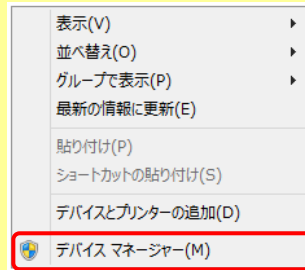 表示(V)
並べ替え(O)
グループで表示(P)
最新の情報に更新(E)
貼り付け(P)
ショートカットの貼り付け(S)
デバイスとプリンターの追加(D)
デバイス マネージャー(M)